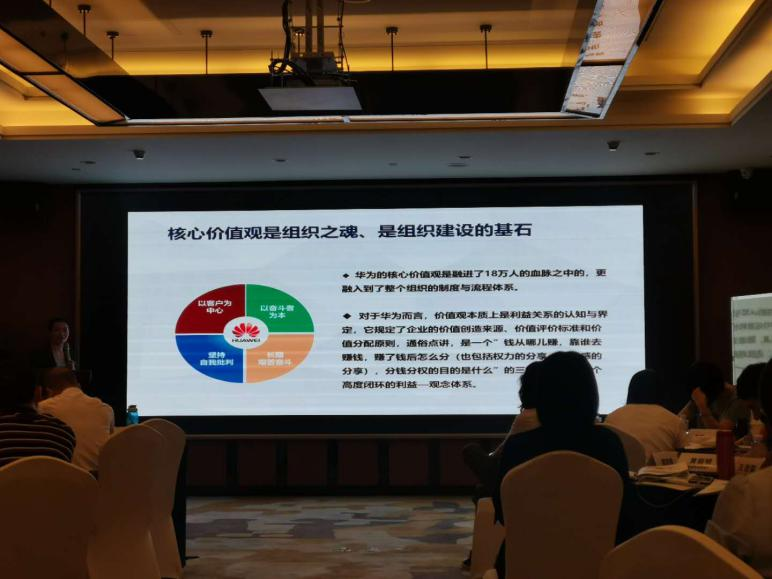 核心价值观是组织之魂、是组织建设的基石
◆ 华为的核心价值观是融进了18万人的血脉之中的,更
融入到了整个组织的制度与流程体系。
◆ 对于华为而言,价值观本质上是利益关系的认知与
界定,它规定了企业的价值创造来源、价值评价标准和价
值分配原则,通俗点讲,是一个"钱从哪儿赚,靠谁去
赚钱,赚了钱后怎么分(也包括权力的分享、
感的
分享),分钱分权的目的是什么"的三
个
高度闭环的利益—观念体系。
以客户为
中心
以奋斗者
为本
HUAWEI
坚持
自我批判
长期
艰苦奋斗